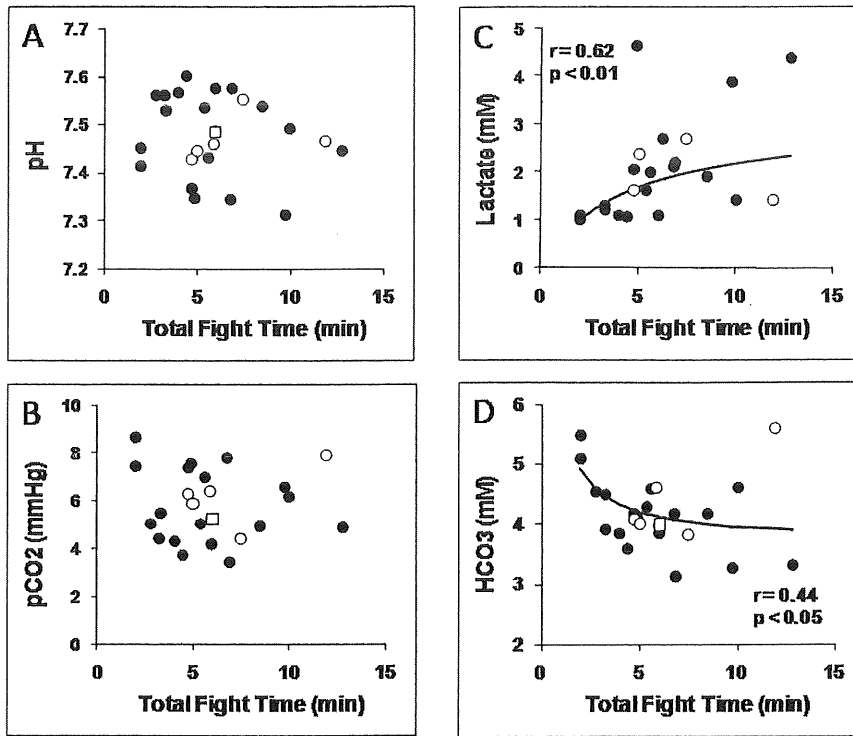 A
pH
7.7
7.6
7.5
7.4
7.3
7.2
0 5 10 15
Total Fight Time (min)
C
r= 0.62
p < 0.01
Lactate (mM)
5
4
3
2
1
0
0 5 10 15
Total Fight Time (min)
B
pCO2 (mmHg)
10
8
6
4
2
0
0 5 10 15
Total Fight Time (min)
D
HCO3 (mM)
6
5
4
3
2
r= 0.44
p < 0.05
0 5 10 15
Total Fight Time (min)